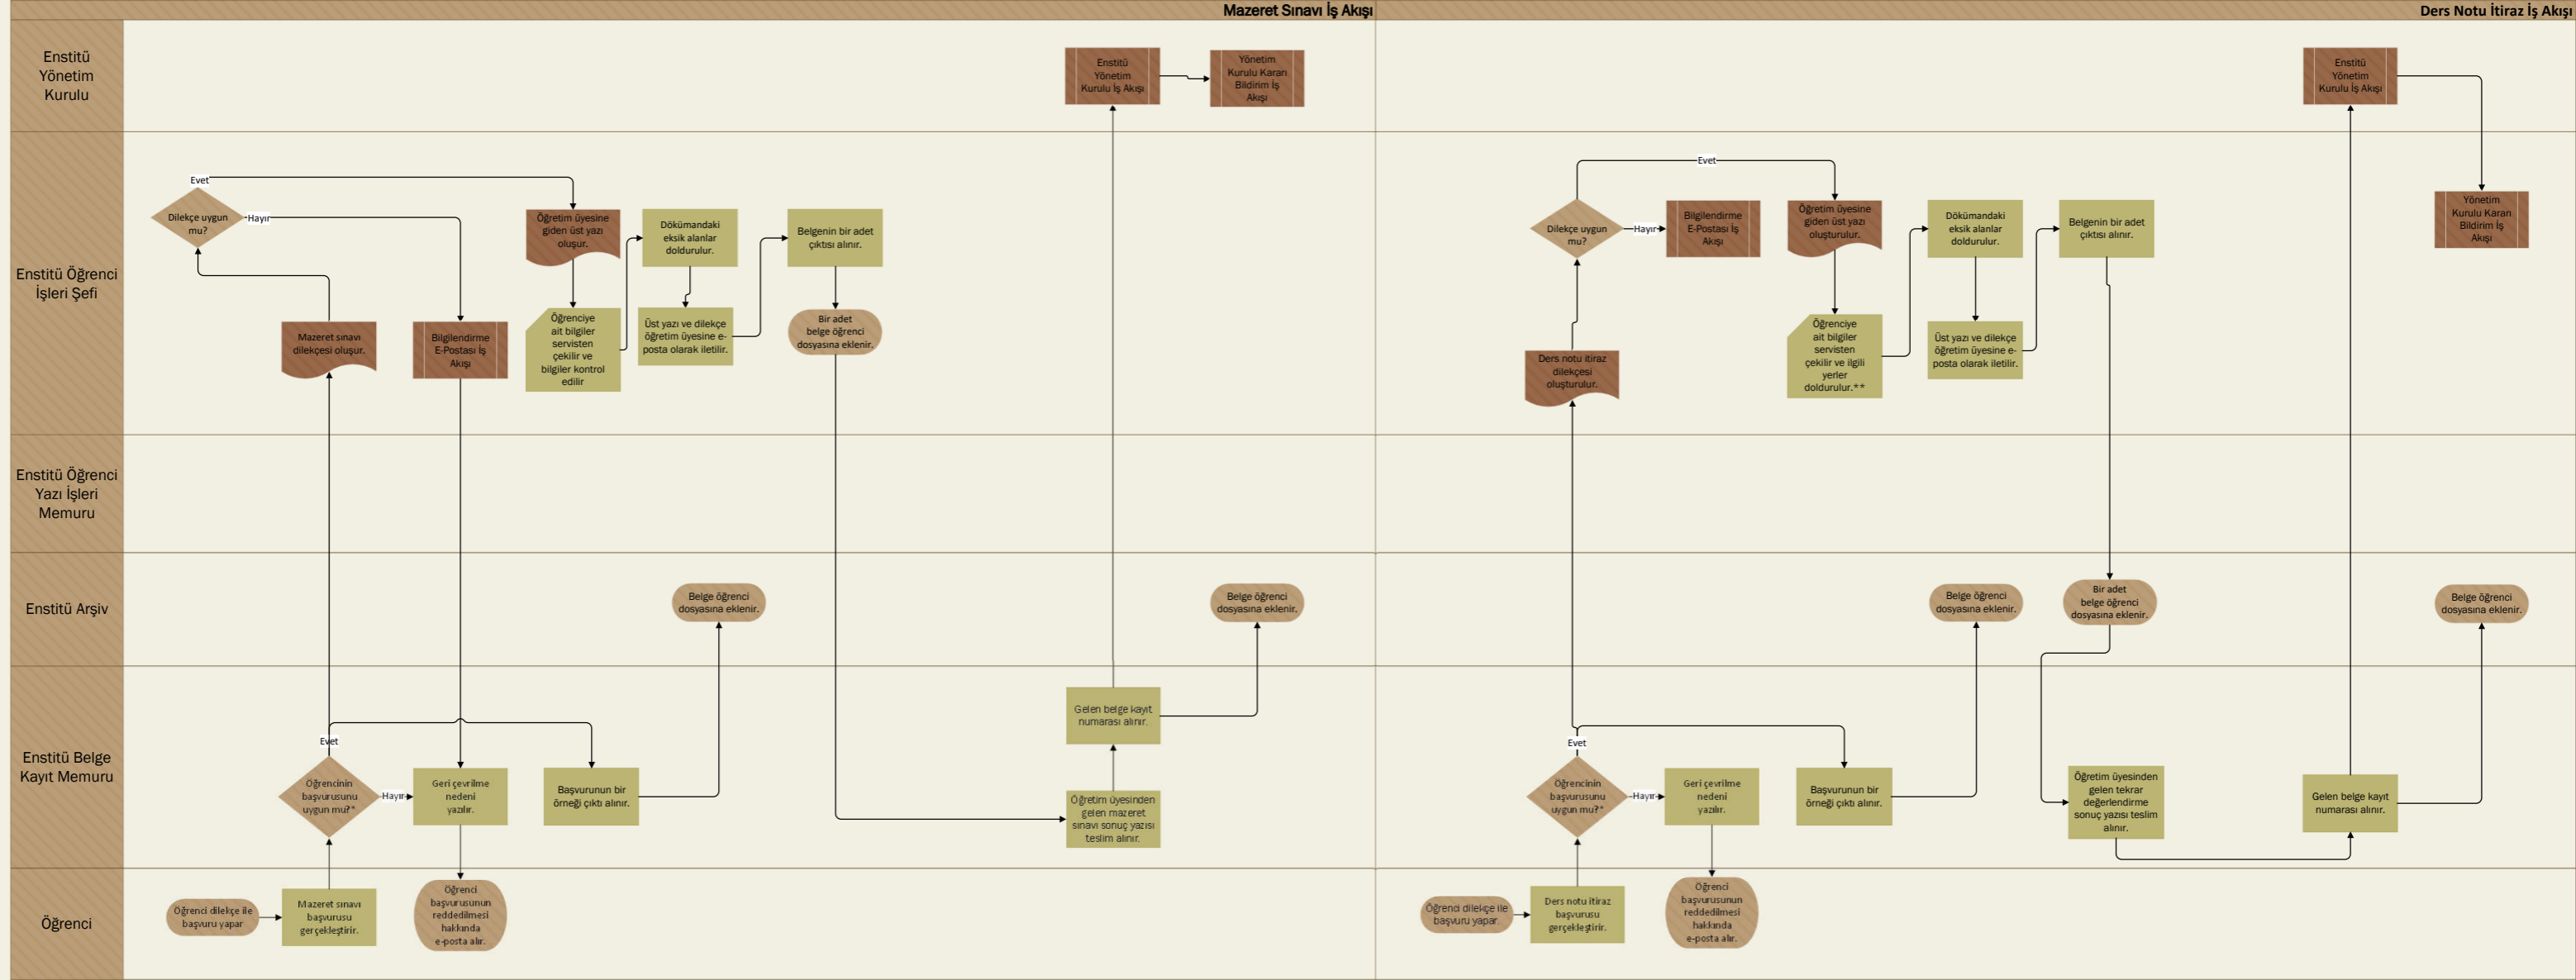 Mazeret Sınavı İş Akışı
Ders Notu İtiraz İş Akışı
Enstitü
Yönetim
Kurulu
Enstitü
Yönetim
Kurulu İş Akışı
Yönetim
Kurulu Kararı
Bildirim İş
Akışı
Enstitü
Yönetim
Kurulu İş Akışı
Enstitü Öğrenci
İşleri Şefi
Evet
Dilekçe uygun
mu?
Hayır
Mazeret sınavı
dilekçesi oluşur.
Bilgilendirme
E-Postası İş
Akışı
Öğretim üyesine
giden üst yazı
oluşur.
Öğrenciye
ait bilgiler
servisten
çekilir ve
bilgiler kontrol
edilir
Dökümandaki
eksik alanlar
doldurulur.
Üst yazı ve dilekçe
öğretim üyesine e-
posta olarak iletilir.
Belgenin bir adet
çıktısı alınır.
Bir adet
belge öğrenci
dosyasına eklenir.
Evet
Dilekçe uygun
mu?
Hayır
Bilgilendirme
E-Postası İş
Akışı
Ders notu itiraz
dilekçesi
oluşturulur.
Öğretim üyesine
giden üst yazı
oluşturulur.
Öğrenciye
ait bilgiler
servisten
çekilir ve ilgili
yerler
doldurulur.**
Dökümandaki
eksik alanlar
doldurulur.
Üst yazı ve dilekçe
öğretim üyesine e-
posta olarak iletilir.
Belgenin bir adet
çıktısı alınır.
Yönetim
Kurulu Kararı
Bildirim İş
Akışı
Enstitü Öğrenci
Yazı İşleri
Memuru
Enstitü Arşiv
Belge öğrenci
dosyasına eklenir.
Belge öğrenci
dosyasına eklenir.
Belge öğrenci
dosyasına eklenir.
Bir adet
belge öğrenci
dosyasına eklenir.
Belge öğrenci
dosyasına eklenir.
Enstitü Belge
Kayıt Memuru
Evet
Öğrencinin
başvurusunu
uygun mu?*
Hayır
Geri çevrilme
nedeni
yazılır.
Başvurunun bir
örneği çıktı alınır.
Gelen belge kayıt
numarası alınır.
Öğretim üyesinden
gelen mazeret
sınavı sonuç yazısı
teslim alınır.
Evet
Öğrencinin
başvurusunu
uygun mu?*
Hayır
Geri çevrilme
nedeni
yazılır.
Başvurunun bir
örneği çıktı alınır.
Öğretim üyesinden
gelen tekrar
değerlendirme
sonuç yazısı teslim
alınır.
Gelen belge kayıt
numarası alınır.
Öğrenci
Öğrenci dilekçe ile
başvuru yapar
Mazeret sınavı
başvurusu
gerçekleştirir.
Öğrenci
başvurusunun
reddedilmesi
hakkında
e-posta alır.
Öğrenci dilekçe ile
başvuru yapar.
Ders notu itiraz
başvurusu
gerçekleştirir.
Öğrenci
başvurusunun
reddedilmesi
hakkında
e-posta alır.